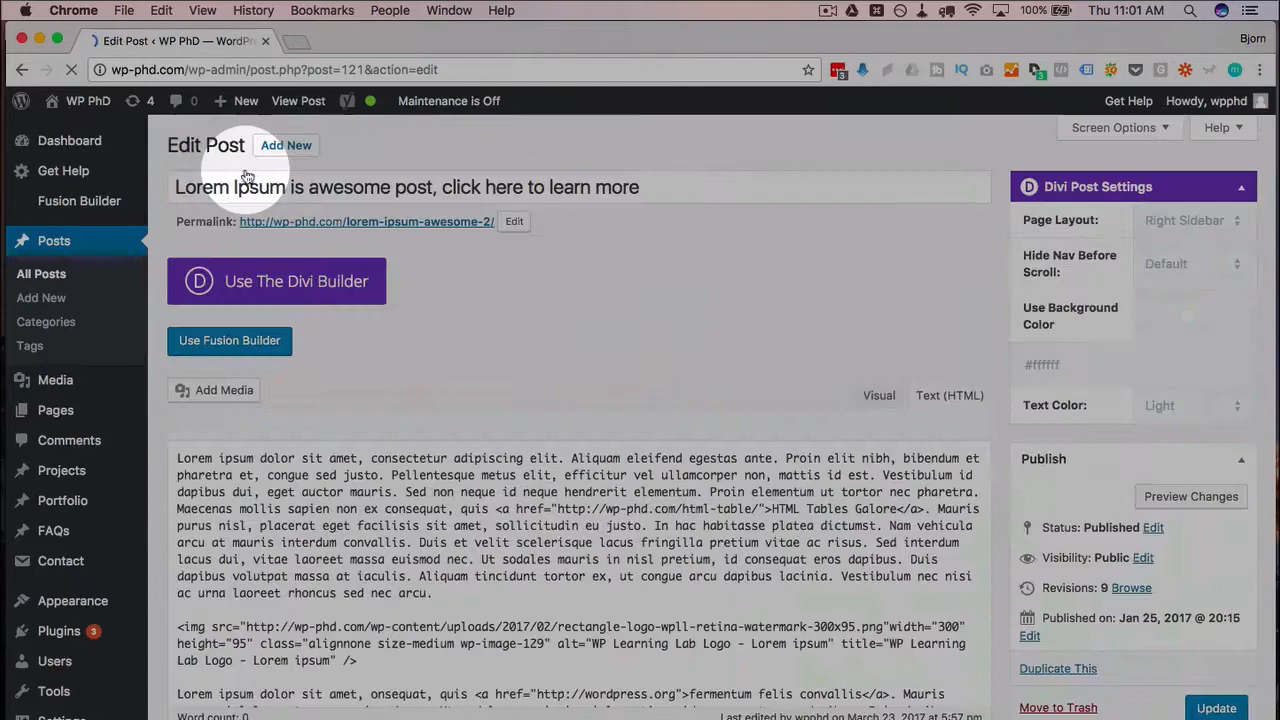 Chrome File Edit View History Bookmarks People Window Help 100% Thu 11:01 AM
Edit Post ‹ WP PhD — WordPr Bjorn
wp-phd.com/wp-admin/post.php?post=121&action=edit
WP PhD 4 0 New View Post Maintenance is Off Get Help Howdy, wpphd
Dashboard
Get Help
Fusion Builder
Posts
All Posts
Add New
Categories
Tags
Media
Pages
Comments
Projects
Portfolio
FAQs
Contact
Appearance
Plugins 3
Users
Tools
Settings
Screen Options Help
Edit Post Add New
Lorem Ipsum is awesome post, click here to learn more
Permalink: http://wp-phd.com/lorem-ipsum-awesome-2/ Edit
D Use The Divi Builder
Use Fusion Builder
Add Media
Visual Text (HTML)
Lorem ipsum dolor sit amet, consectetur adipiscing elit. Aliquam eleifend egestas ante. Proin elit nibh, bibendum et
pharetra et, congue sed justo. Pellentesque metus elit, efficitur vel ullamcorper non, mattis id est. Vestibulum id
dapibus dui, eget auctor mauris. Sed non neque id neque hendrerit elementum. Proin elementum ut tortor nec pharetra.
Maecenas mollis sapien non ex consequat, quis <a href="http://wp-phd.com/html-table/">HTML Tables Galore</a>. Mauris
purus nisl, placerat eget facilisis sit amet, sollicitudin eu justo. In hac habitasse platea dictumst. Nam vehicula
arcu at mauris interdum convallis. Duis et velit scelerisque lacus fringilla pretium vitae ac risus. Sed interdum
lacus dui, vitae laoreet massa euismod nec. Ut sodales mauris in nisl, id consequat eros dapibus. Duis
dapibus volutpat massa at iaculis. Aliquam tincidunt tortor ex, ut congue arcu dapibus lacinia. Vestibulum nec nisi
ac urna laoreet rhoncus sed nec arcu.
<img src="http://wp-phd.com/wp-content/uploads/2017/02/rectangle-logo-wpll-retina-watermark-300x95.png"width="300"
height="95" class="alignnone size-medium wp-image-129" alt="WP Learning Lab Logo - Lorem ipsum" title="WP Learning
Lab Logo - Lorem ipsum" />
Lorem ipsum dolor sit amet, onsequat, quis <a href="http://wordpress.org">fermentum felis convallis</a>. Mauris
Word count: 0 Last edited by wpphd on March 23, 2017 at 5:57 pm
D Divi Post Settings
Page Layout: Right Sidebar
Hide Nav Before
Scroll: Default
Use Background
Color
#ffffff
Text Color: Light
Publish
Preview Changes
Status: Published Edit
Visibility: Public Edit
Revisions: 9 Browse
Published on: Jan 25, 2017 @ 20:15
Edit
Duplicate This
Move to Trash Update